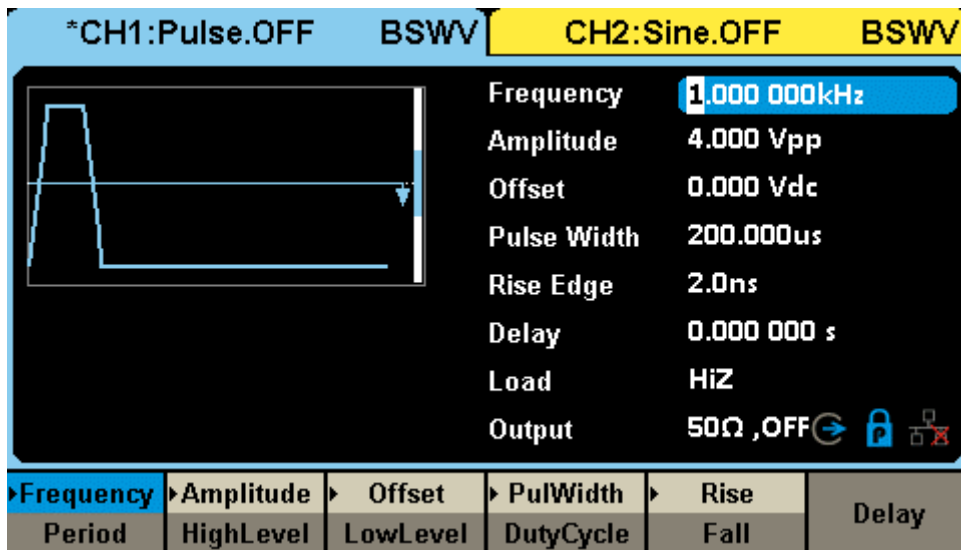 *CH1:Pulse.OFF BSWV CH2:Sine.OFF BSWV
Frequency 1.000 000kHz
Amplitude 4.000 Vpp
Offset 0.000 Vdc
Pulse Width 200.000us
Rise Edge 2.0ns
Delay 0.000 000 s
Load HiZ
Output 50Ω ,OFF P
Frequency Amplitude Offset PulWidth Rise Delay
Period HighLevel LowLevel DutyCycle Fall